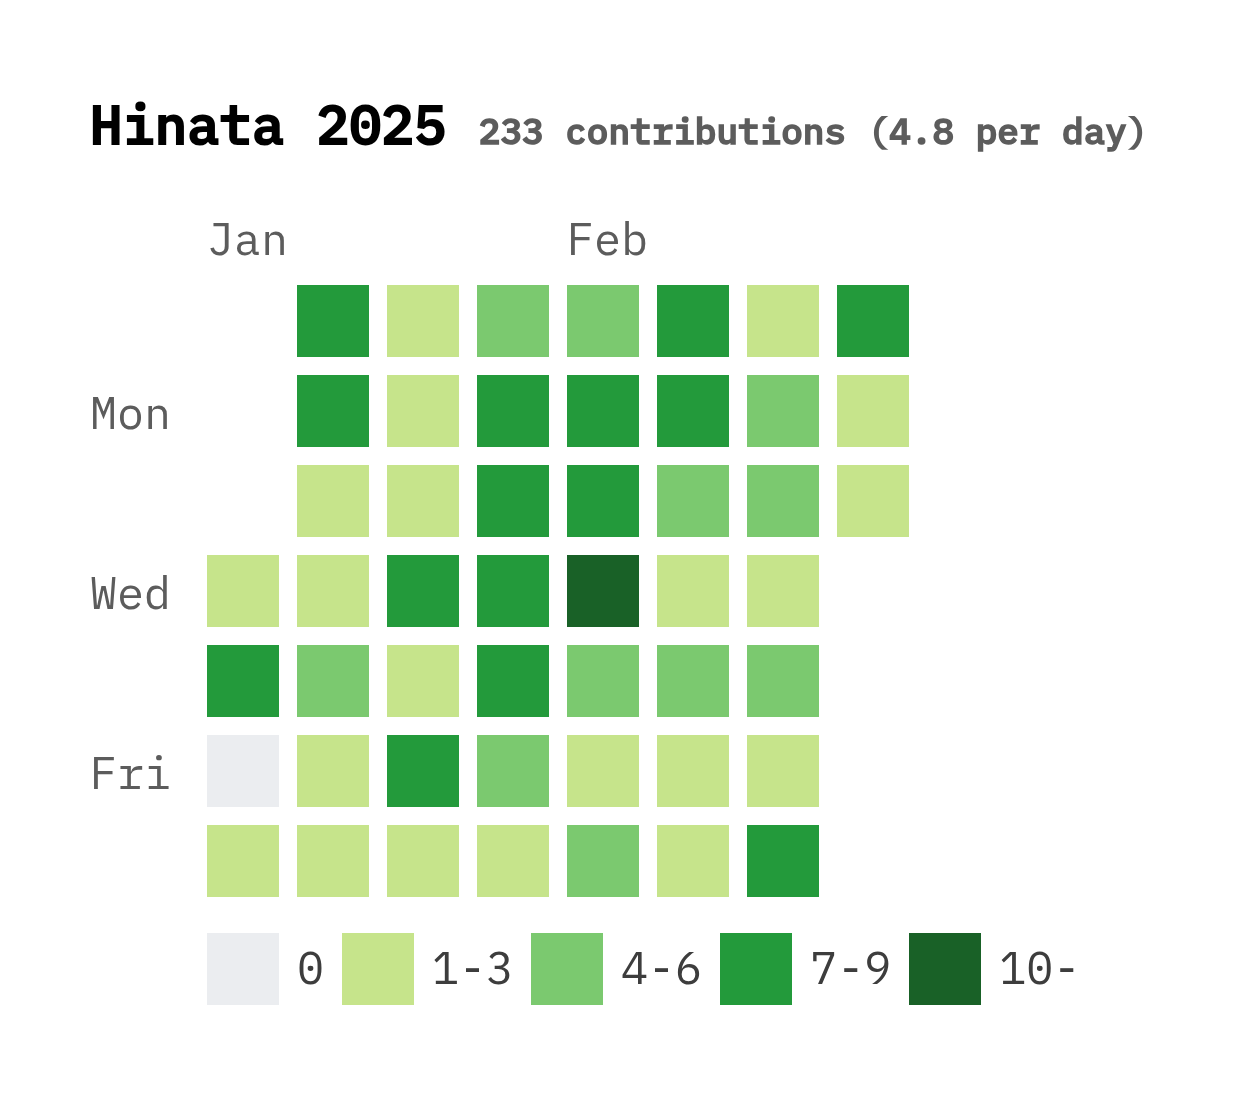 Hinata 2025 233 contributions (4.8 per day)
Jan Feb
Mon
Wed
Fri
0 1-3 4-6 7-9 10-